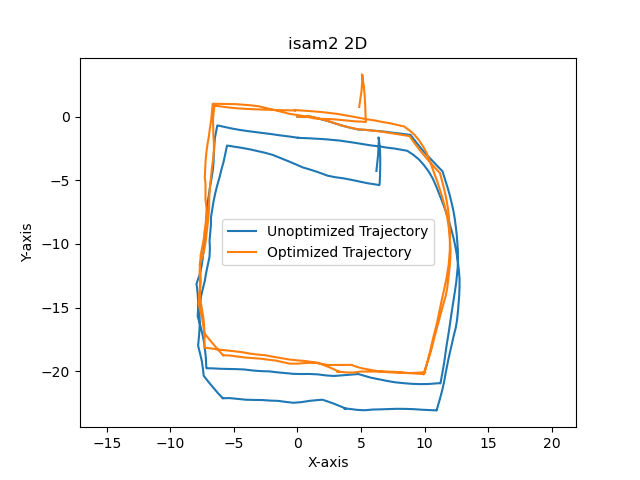 isam2 2D
Y-axis
0
−5
−10
−15
−20
Unoptimized Trajectory
Optimized Trajectory
−15
−10
−5
0
5
10
15
20
X-axis